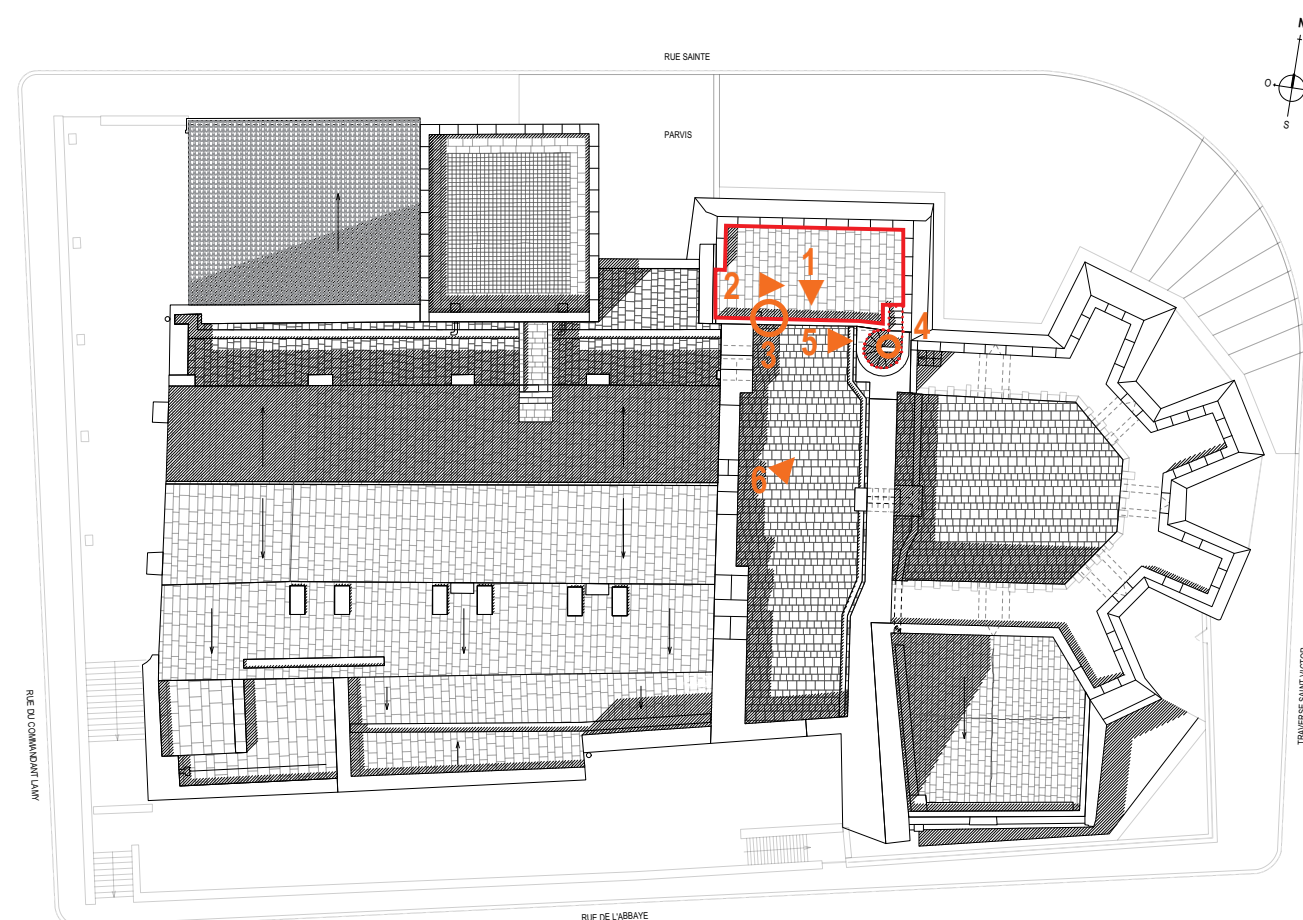 N
RUE SAINTE
O
S
PARVIS
1
2
3
4
5
6
RUE DU COMMANDANT LAMY
TRAVERSE SAINT VICTOR
RUE DE L'ABBAYE